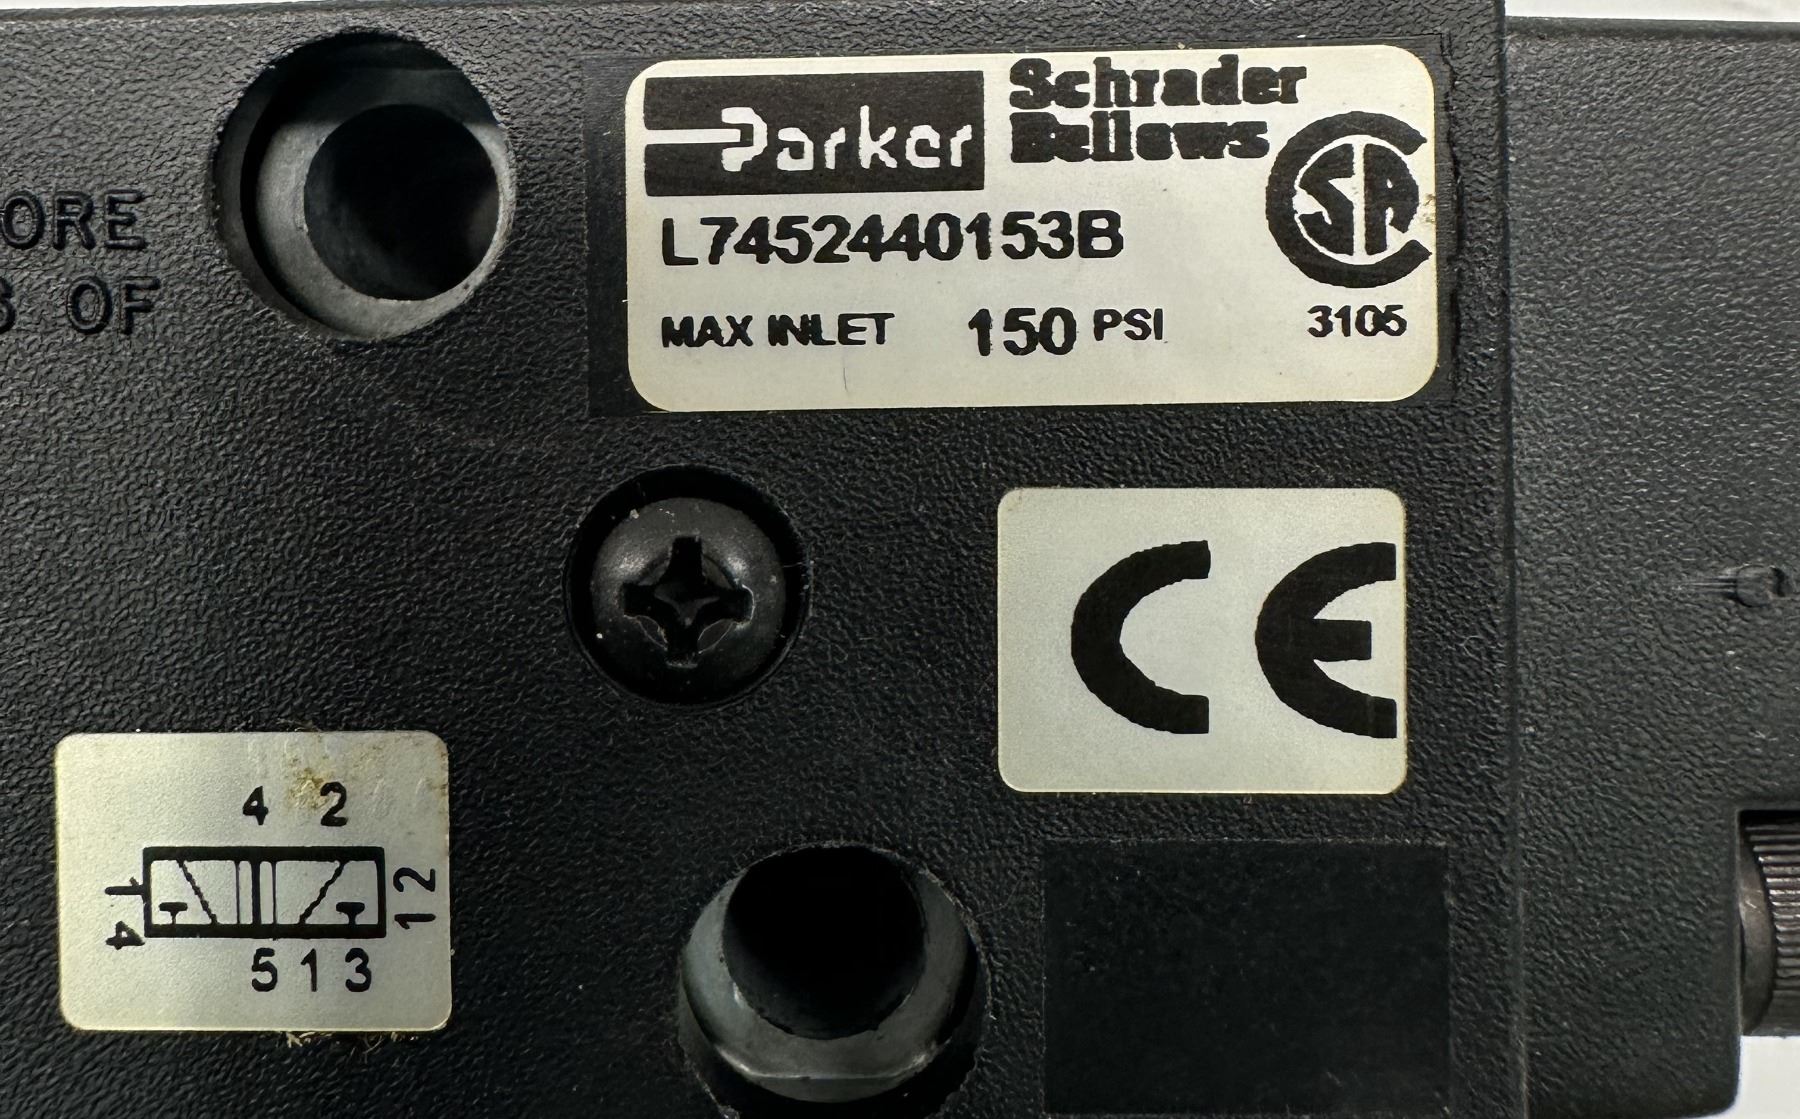 ORE
S OF
Parker
Schrader
Bellows
L7452440153B
CSA
MAX INLET 150 PSI
3105
CE
4 2
14
12
5 1 3